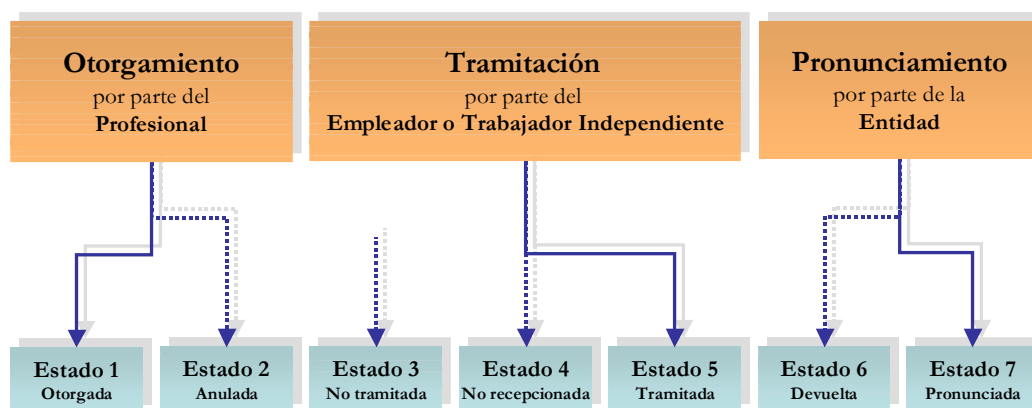 Otorgamiento
por parte del
Profesional
Tramitación
por parte del
Empleador o Trabajador Independiente
Pronunciamiento
por parte de la
Entidad
Estado 1
Otorgada
Estado 2
Anulada
Estado 3
No tramitada
Estado 4
No recepcionada
Estado 5
Tramitada
Estado 6
Devuelta
Estado 7
Pronunciada